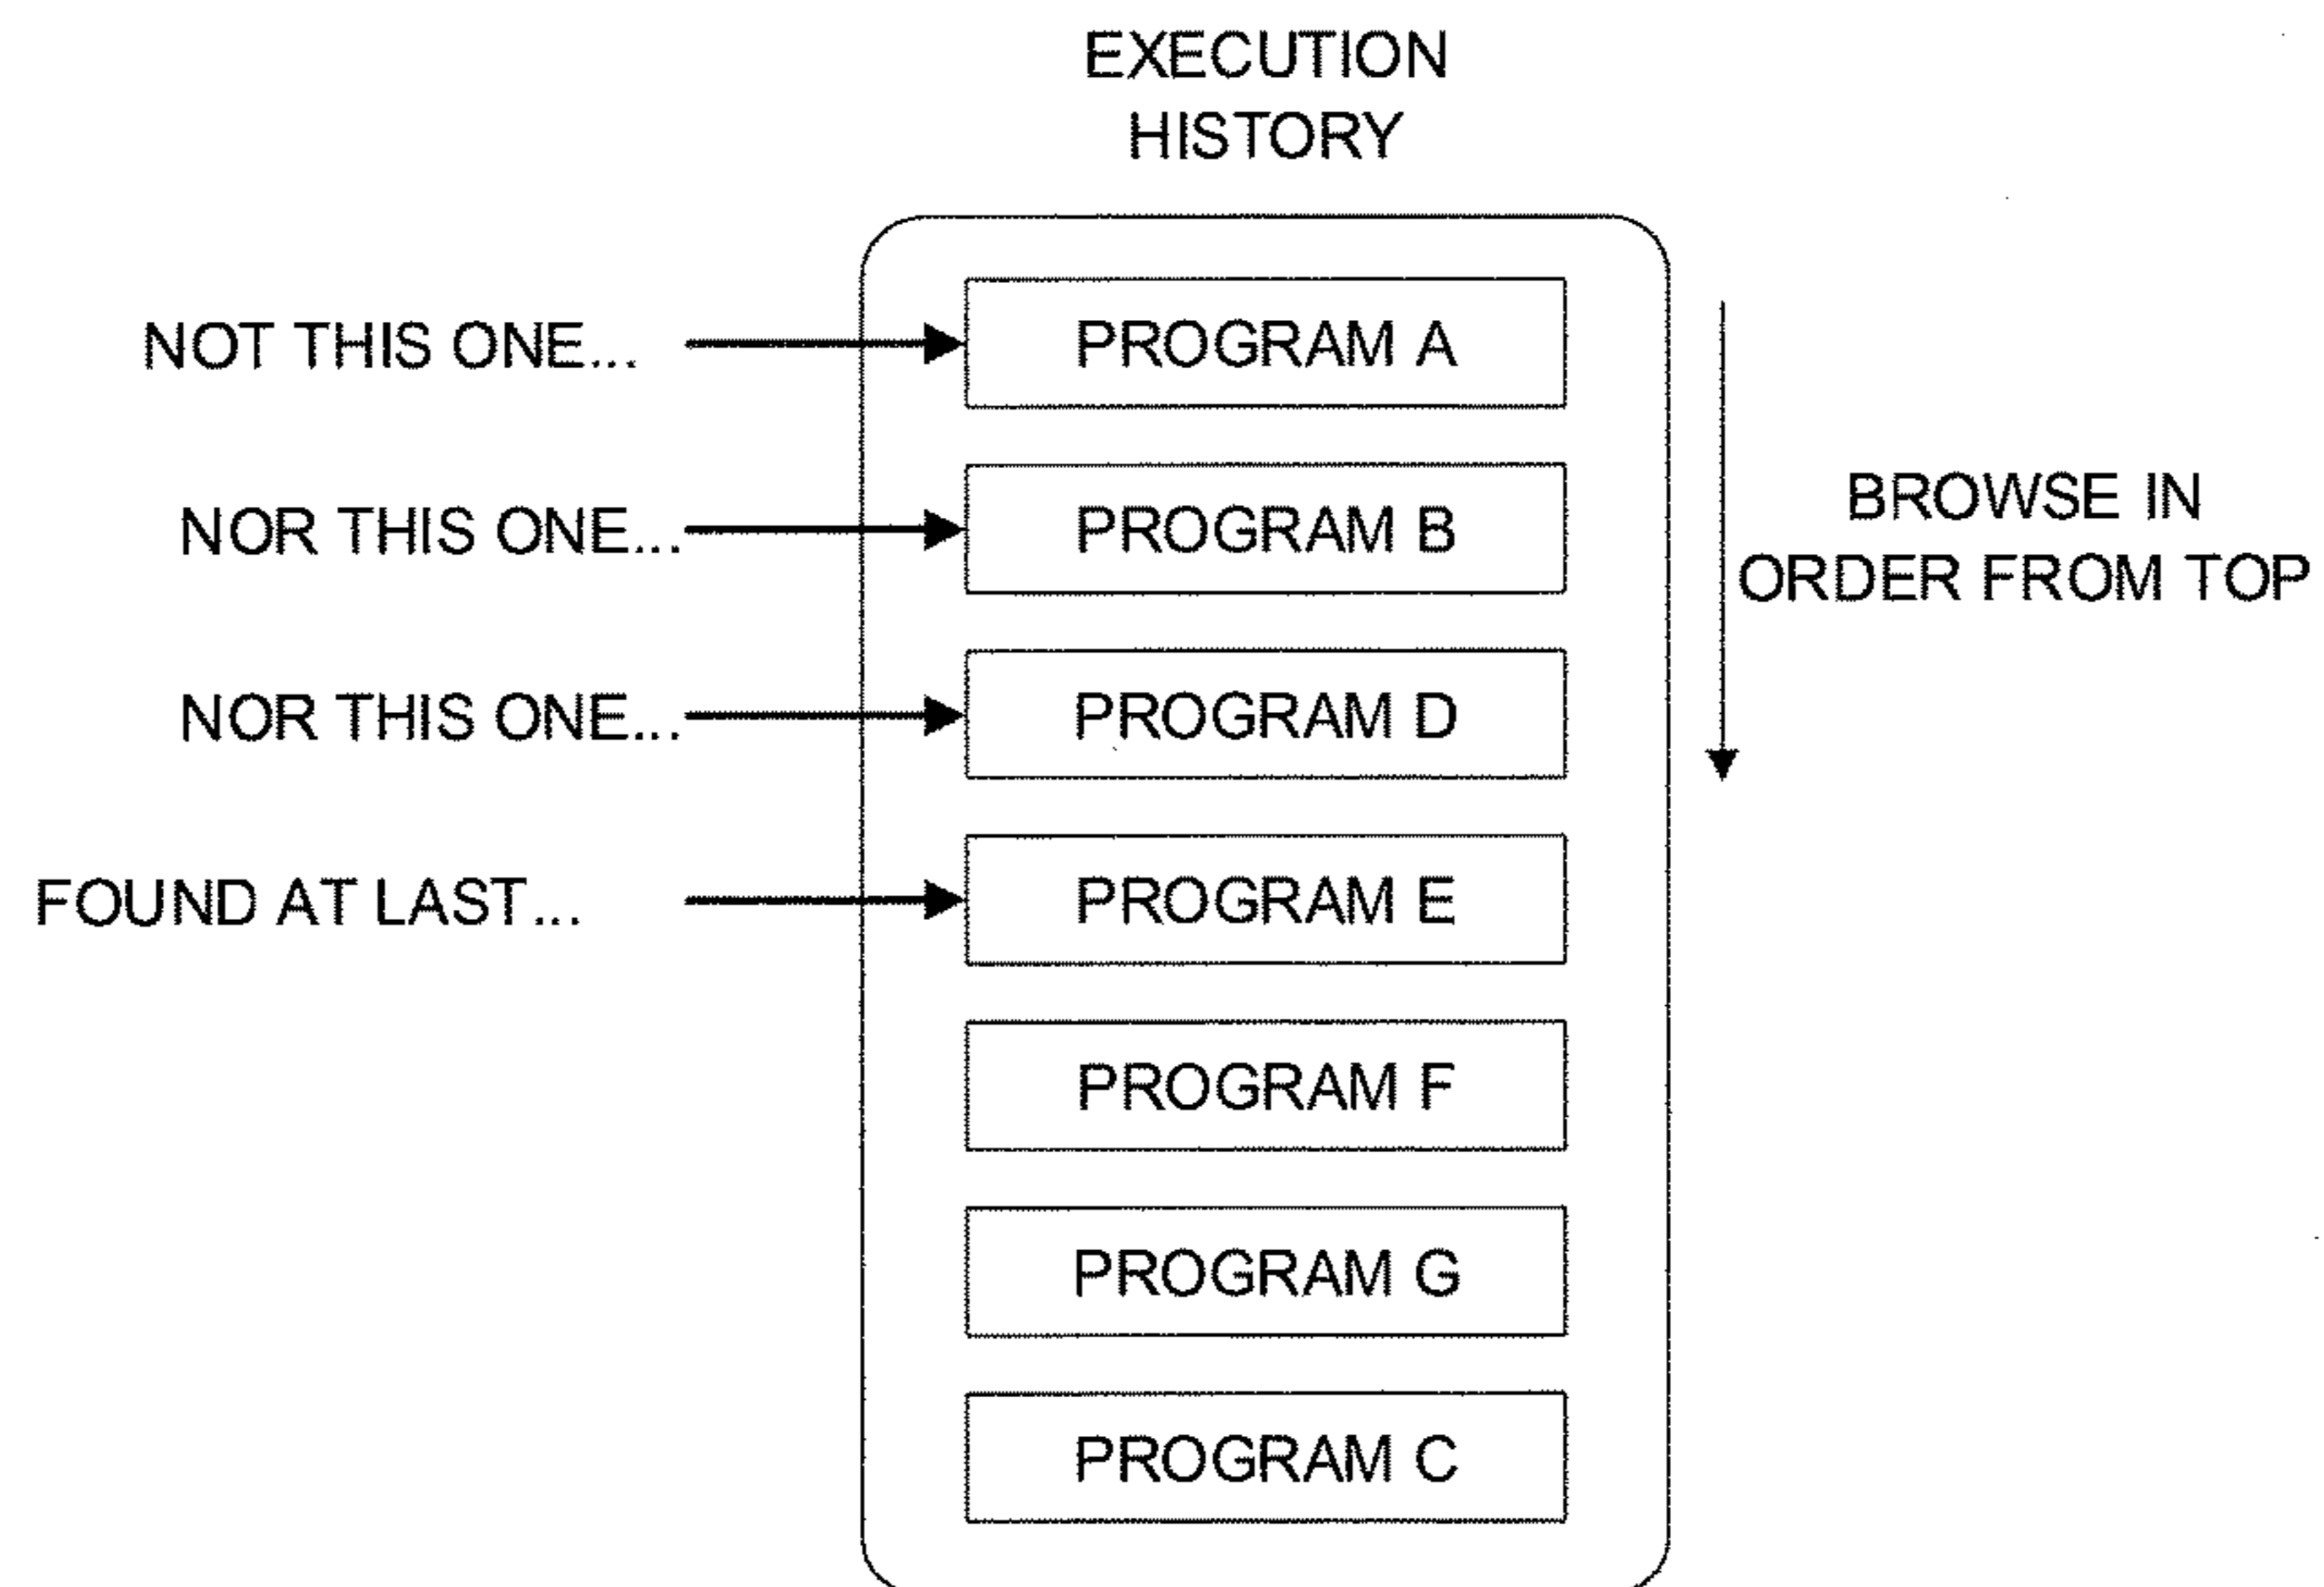 EXECUTION
HISTORY
NOT THIS ONE...
PROGRAM A
NOR THIS ONE...
PROGRAM B
BROWSE IN
ORDER FROM TOP
NOR THIS ONE...
PROGRAM D
FOUND AT LAST...
PROGRAM E
PROGRAM F
PROGRAM G
PROGRAM C